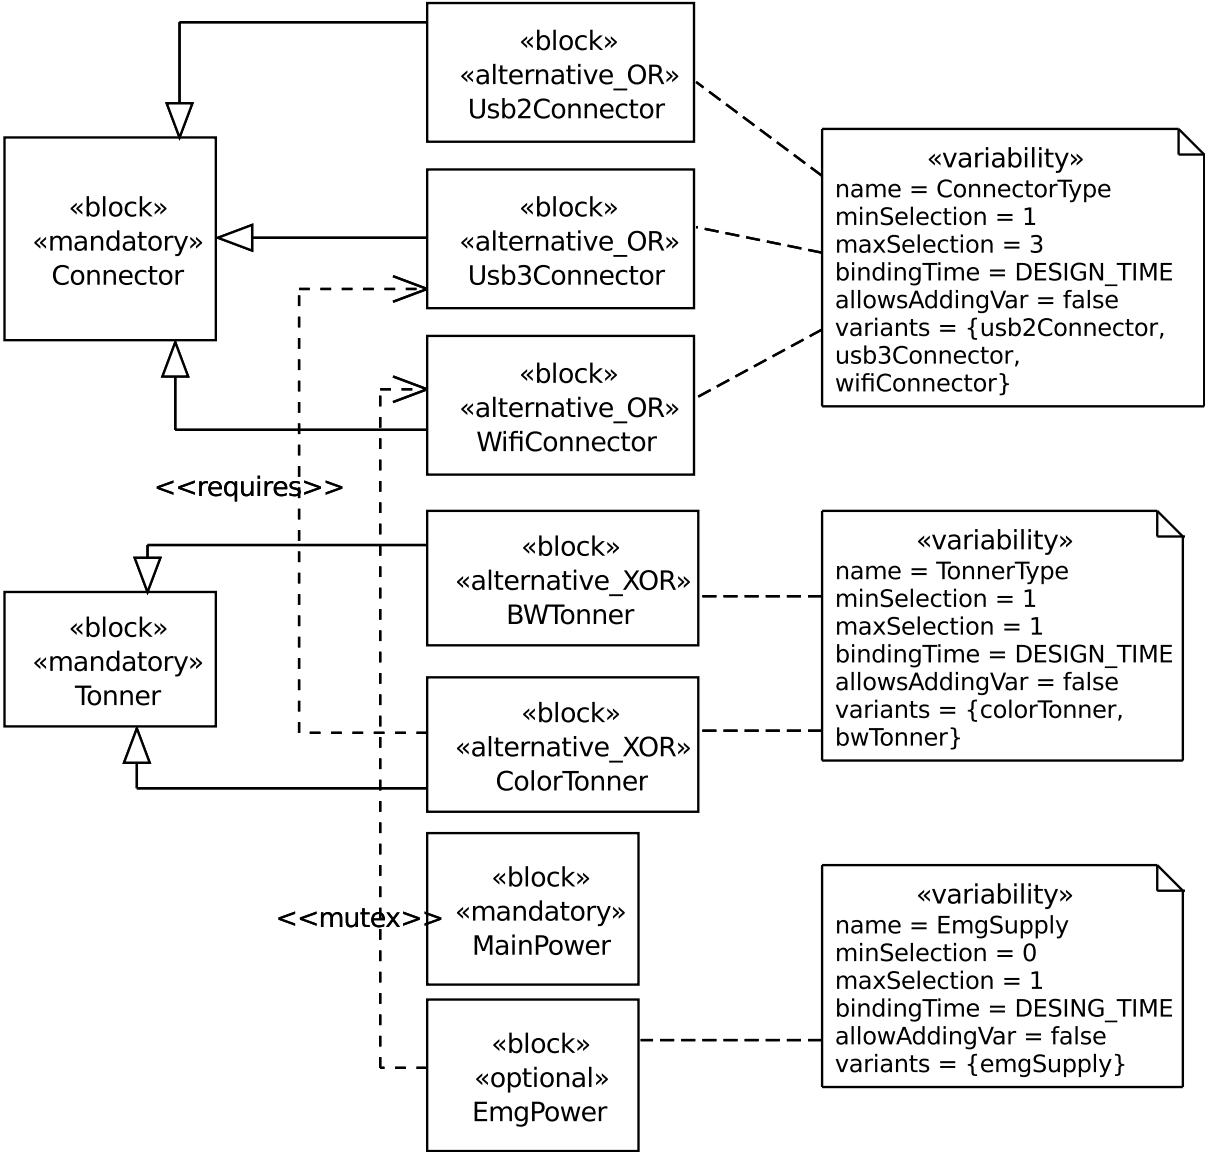 «block»
«alternative_OR»
Usb2Connector
«block»
«mandatory»
Connector
«block»
«alternative_OR»
Usb3Connector
«block»
«alternative_OR»
WifiConnector
«variability»
name = ConnectorType
minSelection = 1
maxSelection = 3
bindingTime = DESIGN_TIME
allowsAddingVar = false
variants = {usb2Connector,
usb3Connector,
wifiConnector}
<<requires>>
«block»
«alternative_XOR»
BWTonner
«block»
«mandatory»
Tonner
«block»
«alternative_XOR»
ColorTonner
«variability»
name = TonnerType
minSelection = 1
maxSelection = 1
bindingTime = DESIGN_TIME
allowsAddingVar = false
variants = {colorTonner,
bwTonner}
<<mutex>>
«block»
«mandatory»
MainPower
«block»
«optional»
EmgPower
«variability»
name = EmgSupply
minSelection = 0
maxSelection = 1
bindingTime = DESING_TIME
allowAddingVar = false
variants = {emgSupply}